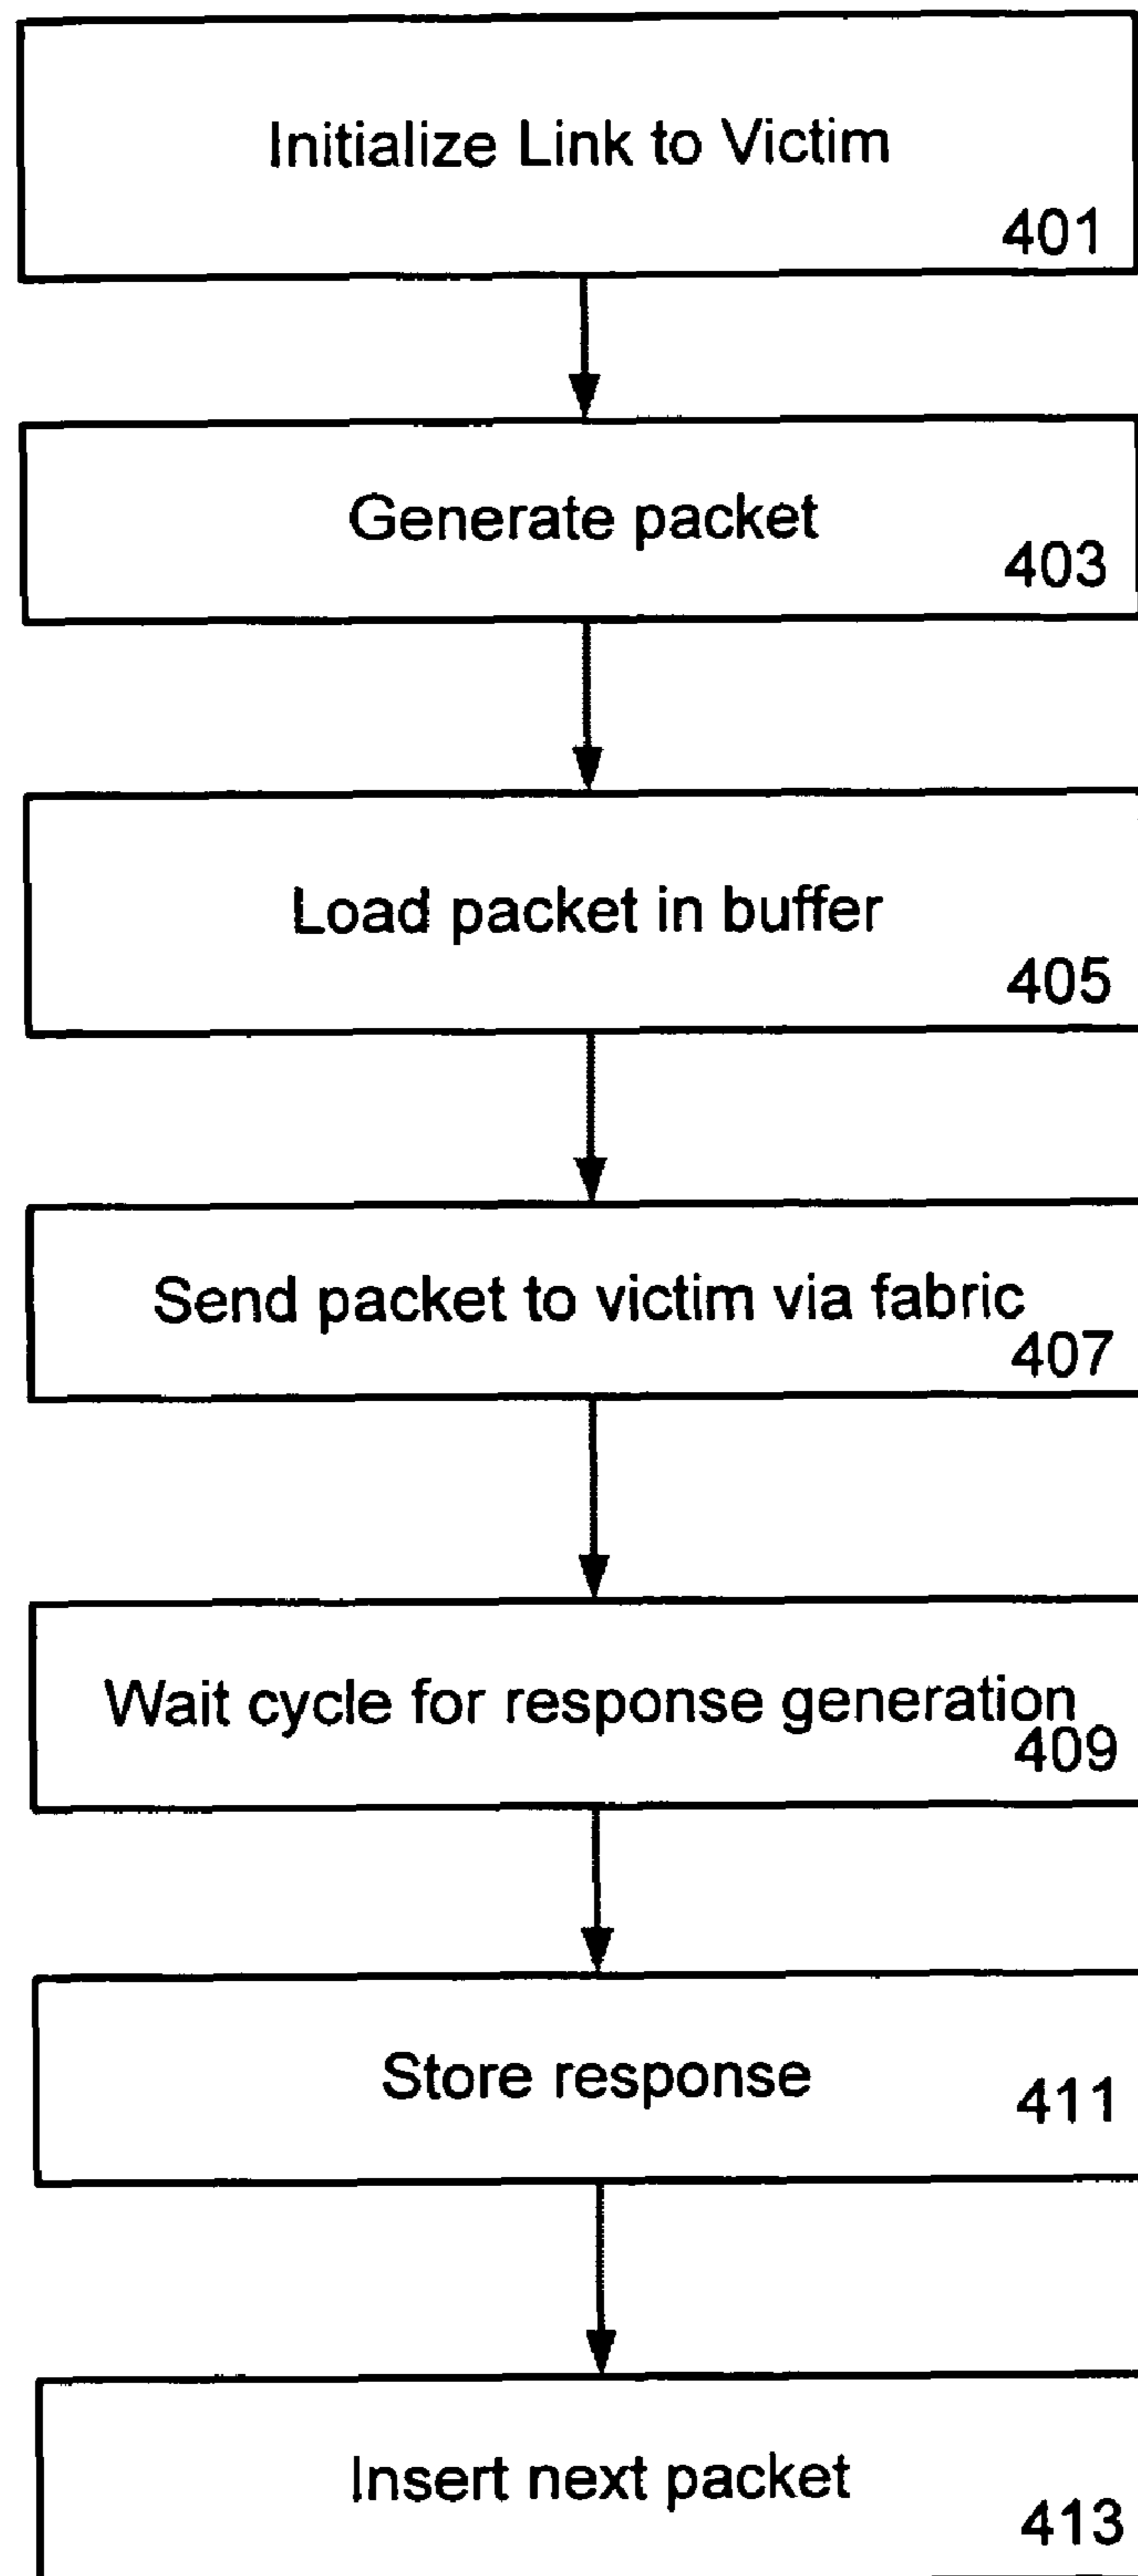 Initialize Link to Victim
401
Generate packet
403
Load packet in buffer
405
Send packet to victim via fabric
407
Wait cycle for response generation
409
Store response
411
Insert next packet
413